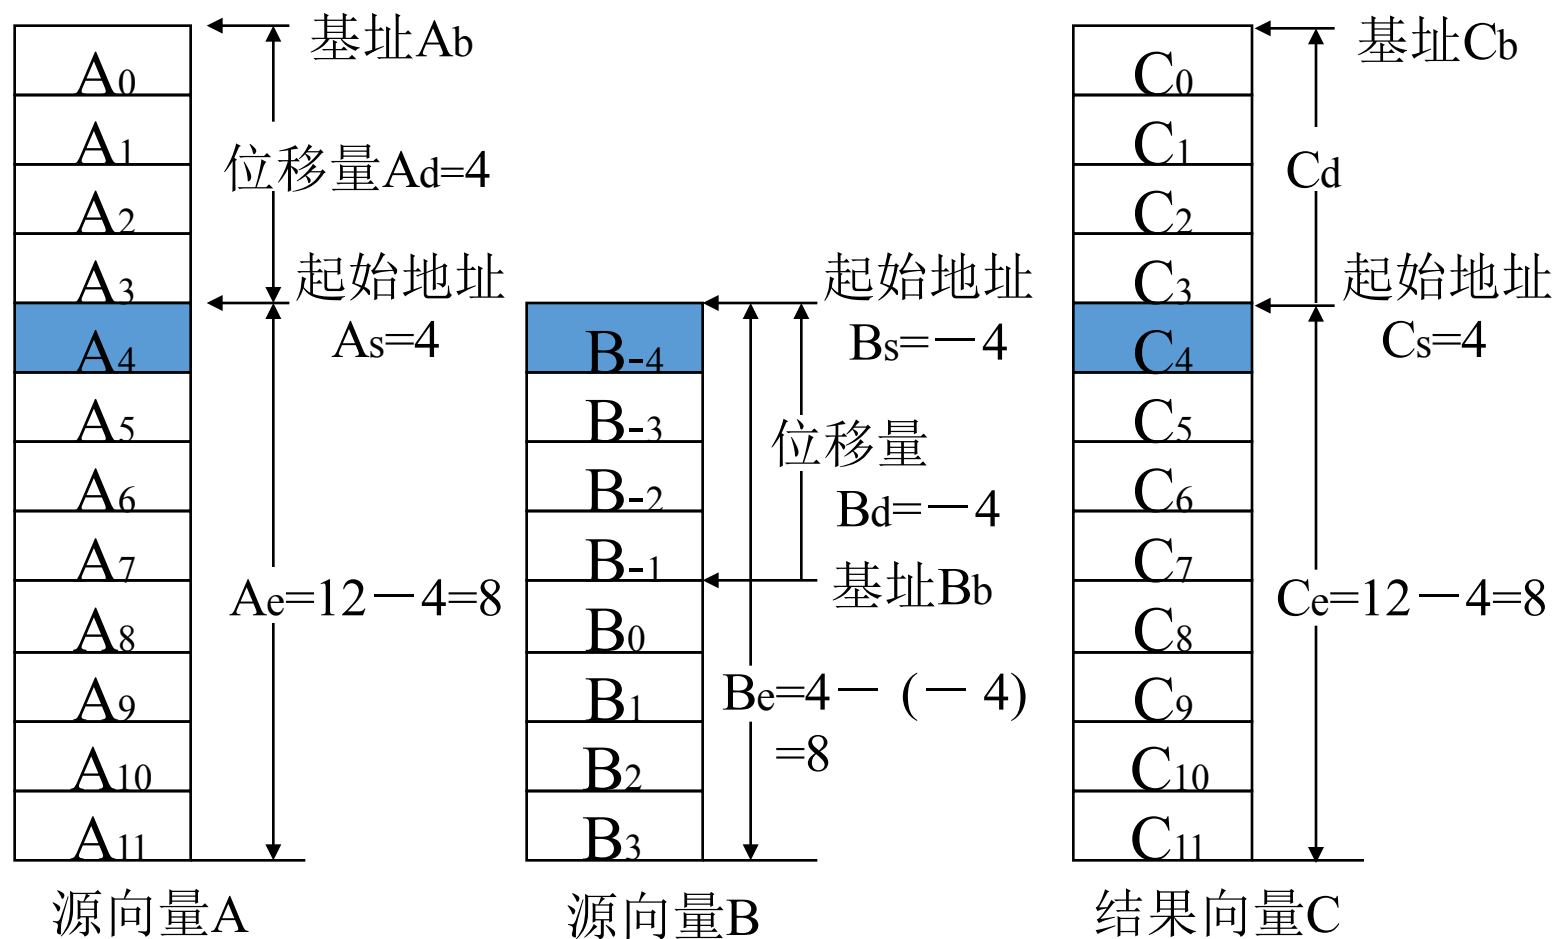 基址Ab
A0
A1
A2
A3
A4
A5
A6
A7
A8
A9
A10
A11
位移量Ad=4
起始地址
As=4
Ae=12－4=8
源向量A
B-4
B-3
B-2
B-1
B0
B1
B2
B3
起始地址
Bs=－4
位移量
Bd=－4
基址Bb
Be=4－（－4）
=8
源向量B
基址Cb
C0
C1
C2
C3
C4
C5
C6
C7
C8
C9
C10
C11
Cd
起始地址
Cs=4
Ce=12－4=8
结果向量C